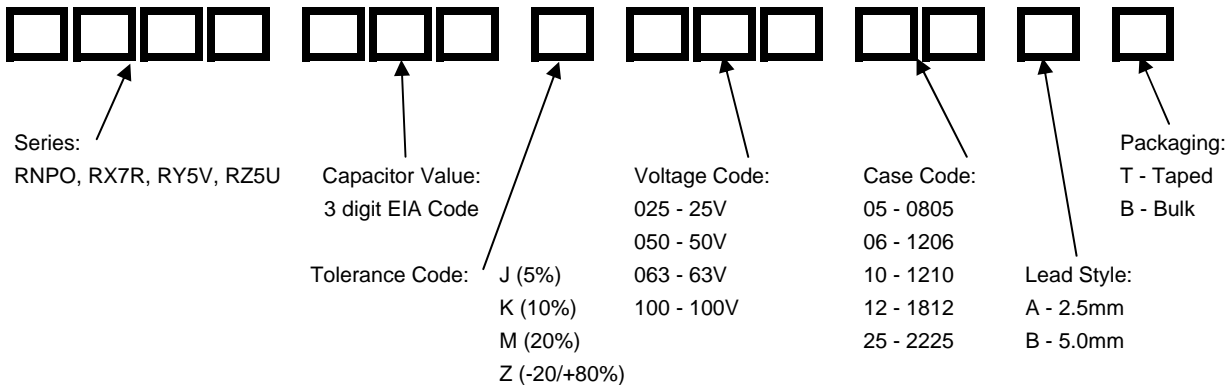 Series:
RNPO, RX7R, RY5V, RZ5U
Capacitor Value:
3 digit EIA Code
Tolerance Code:
J (5%)
K (10%)
M (20%)
Z (-20/+80%)
Voltage Code:
025 - 25V
050 - 50V
063 - 63V
100 - 100V
Case Code:
05 - 0805
06 - 1206
10 - 1210
12 - 1812
25 - 2225
Lead Style:
A - 2.5mm
B - 5.0mm
Packaging:
T - Taped
B - Bulk